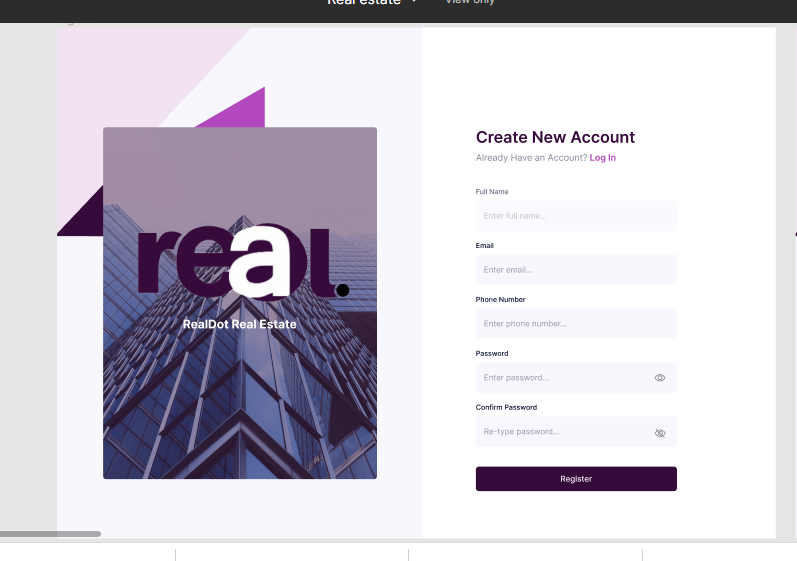 Real estate
View only
real.
RealDot Real Estate
Create New Account
Already Have an Account? Log In
Full Name
Enter full name...
Email
Enter email...
Phone Number
Enter phone number...
Password
Enter password...
Confirm Password
Re-type password...
Register